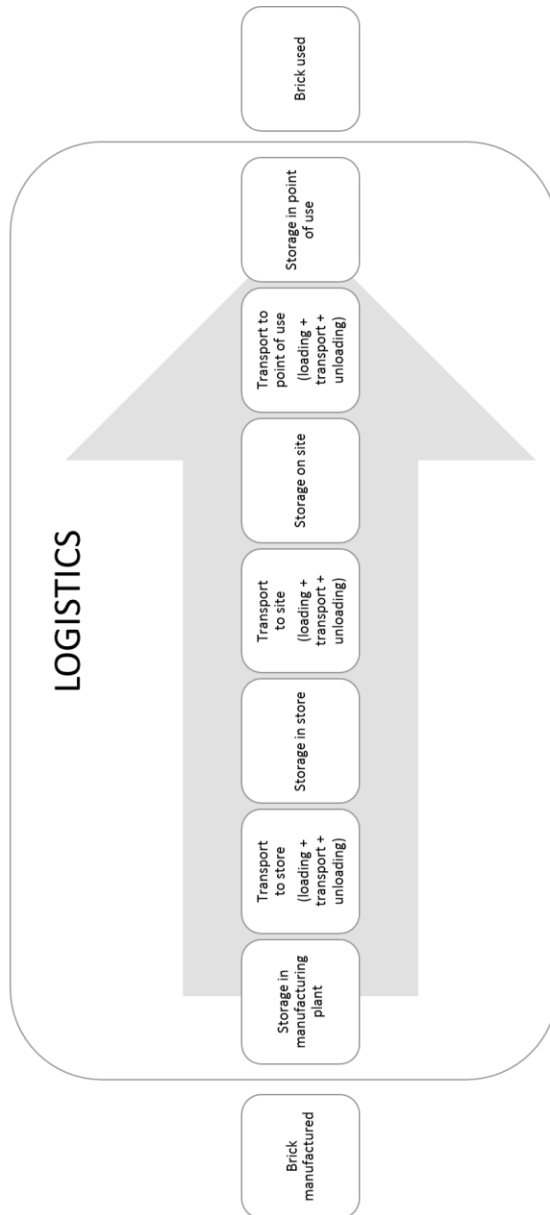 LOGISTICS
Brick
manufactured
Storage in
manufacturing
plant
Transport
to store
(loading +
transport +
unloading)
Storage in store
Transport
to site
(loading +
transport +
unloading)
Storage on site
Transport to
point of use
(loading +
transport +
unloading)
Storage in point
of use
Brick used